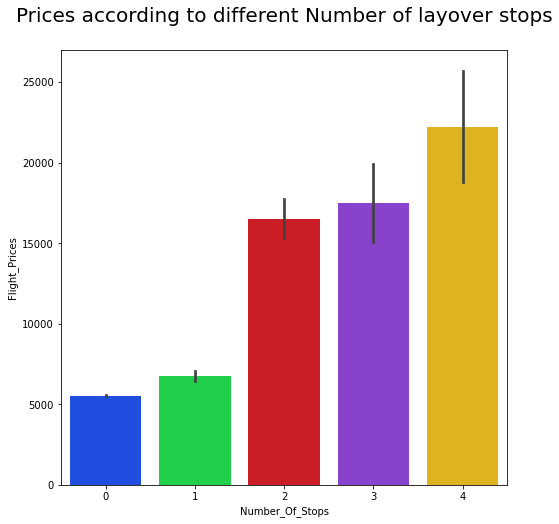 Prices according to different Number of layover stops
25000
20000
15000
10000
5000
0
Flight_Prices
0 1 2 3 4
Number_Of_Stops